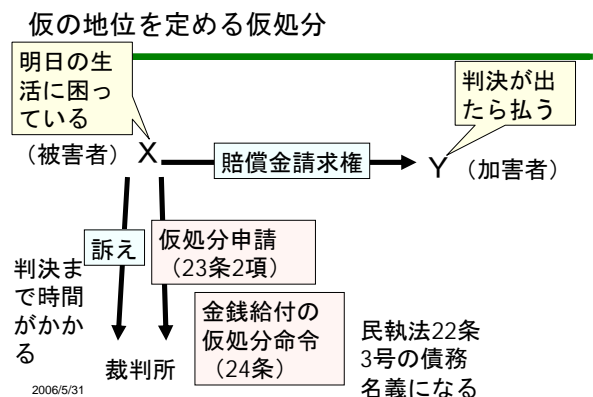 仮の地位を定める仮処分
明日の生
活に困っ
ている
判決が出
たら払う
（被害者）
X
賠償金請求権
Y
（加害者）
訴え
仮処分申請
（23条2項）
判決ま
で時間
がかか
る
金銭給付の
仮処分命令
（24条）
裁判所
民執法22条
3号の債務
名義になる
2006/5/31